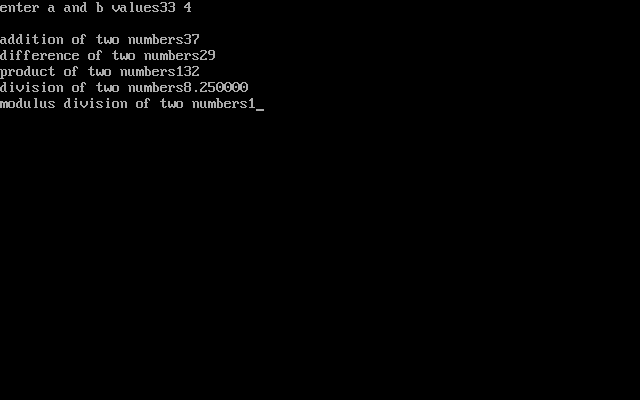 enter a and b values33 4
addition of two numbers37
difference of two numbers29
product of two numbers132
division of two numbers8.250000
modulus division of two numbers1_